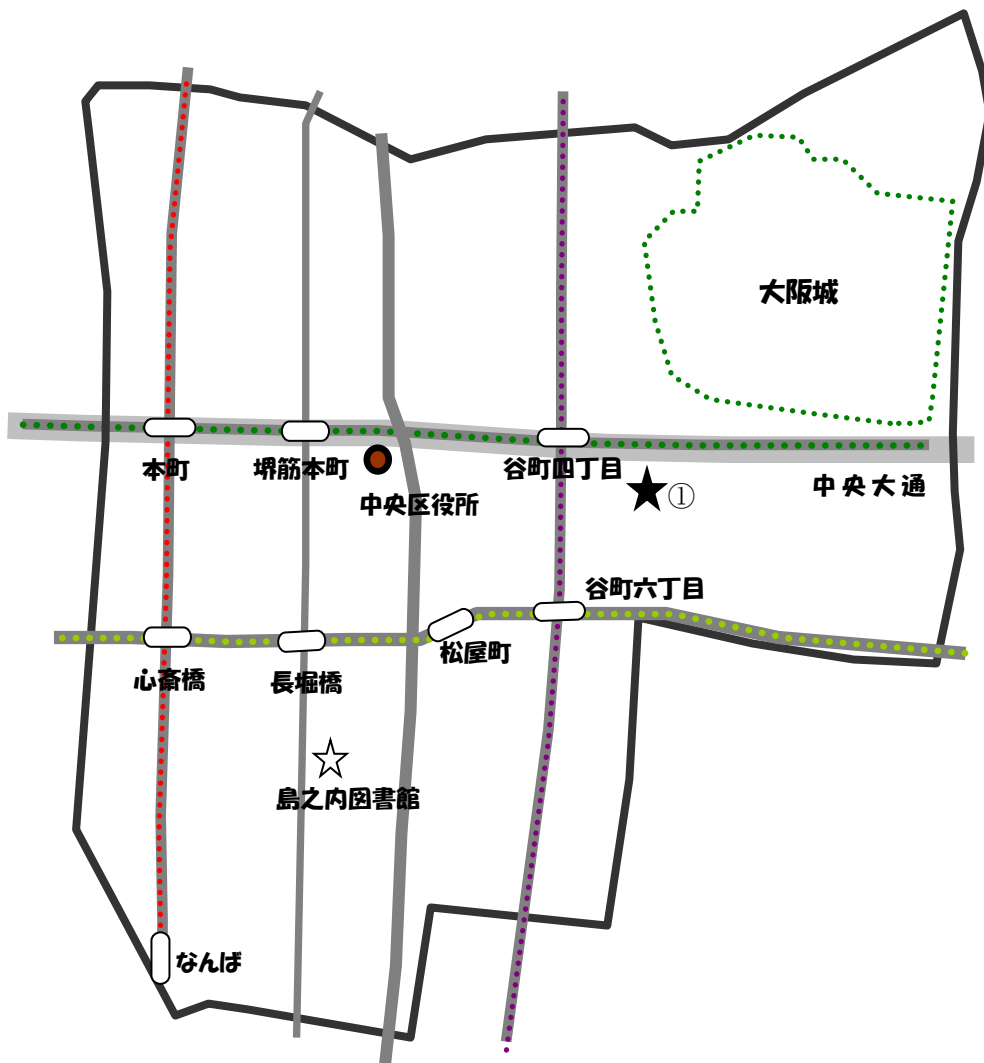 大阪城
本町
堺筋本町
谷町四丁目
中央大通
①
中央区役所
谷町六丁目
松屋町
心斎橋
長堀橋
島之内図書館
なんば